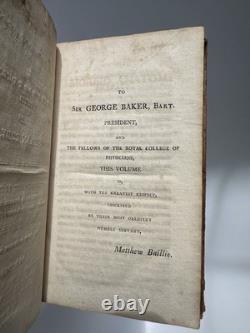 TO
SIR GEORGE BAKER, BART.
PRESIDENT,
AND
THE FELLOWS OF THE ROYAL COLLEGE OF
PHYSICIANS,
THIS VOLUME
IS,
WITH THE GREATEST RESPECT,
INSCRIBED
BY THEIR MOST OBEDIENT
HUMBLE SERVANT,
Matthew Baillie.